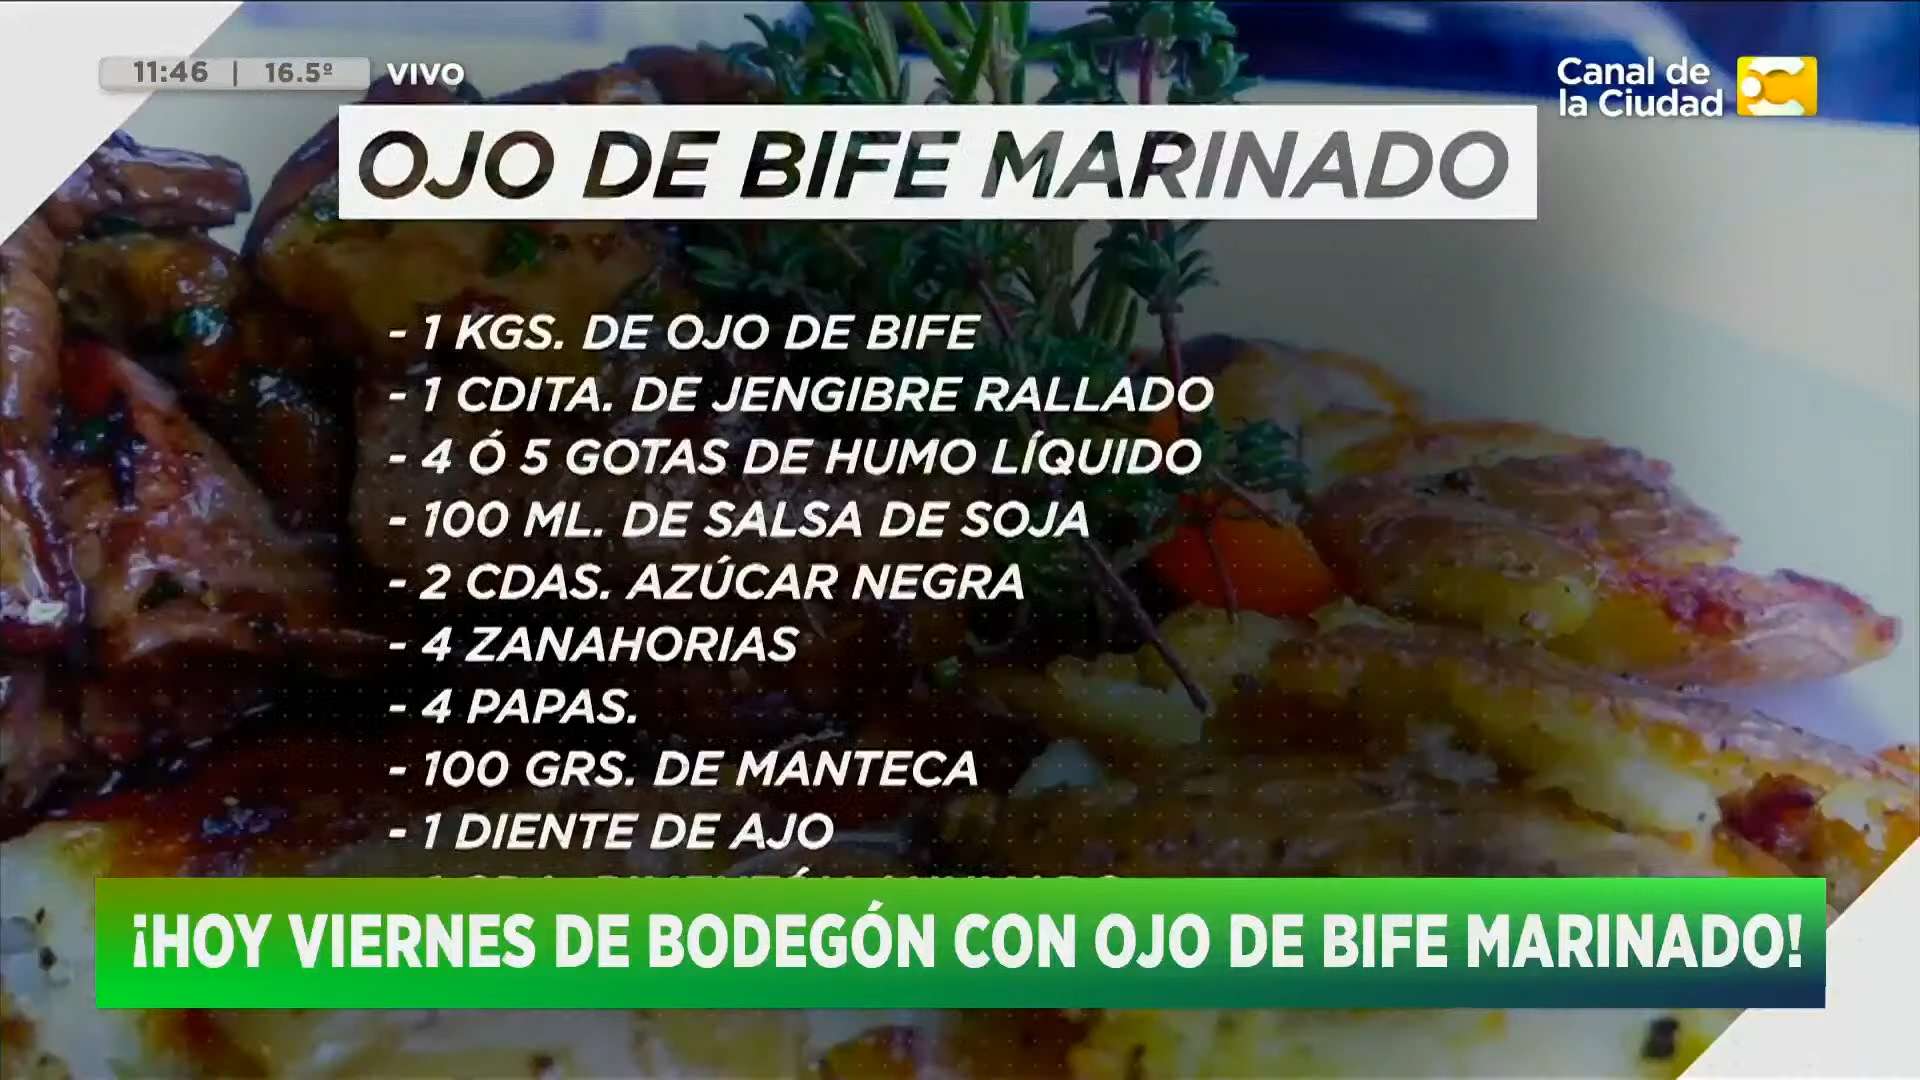 11:46 | 16.5º VIVO
Canal de
la Ciudad
OJO DE BIFE MARINADO
- 1 KGS. DE OJO DE BIFE
- 1 CDITA. DE JENGIBRE RALLADO
- 4 Ó 5 GOTAS DE HUMO LÍQUIDO
- 100 ML. DE SALSA DE SOJA
- 2 CDAS. AZÚCAR NEGRA
- 4 ZANAHORIAS
- 4 PAPAS.
- 100 GRS. DE MANTECA
- 1 DIENTE DE AJO
¡HOY VIERNES DE BODEGÓN CON OJO DE BIFE MARINADO!